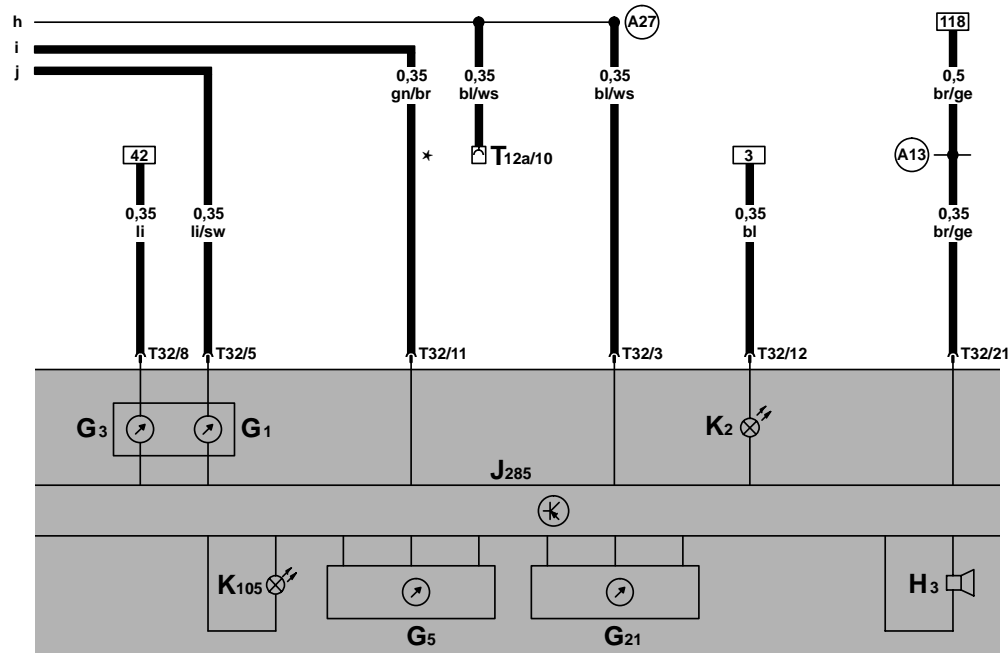 h
A27
118
i
j
0,35
gn/br
0,35
bl/ws
0,35
bl/ws
0,5
br/ge
42
*
T12a/10
3
A13
0,35
li
0,35
li/sw
0,35
bl
0,35
br/ge
T32/8
T32/5
T32/11
T32/3
T32/12
T32/21
G3
G1
K2
J285
K105
H3
G5
G21